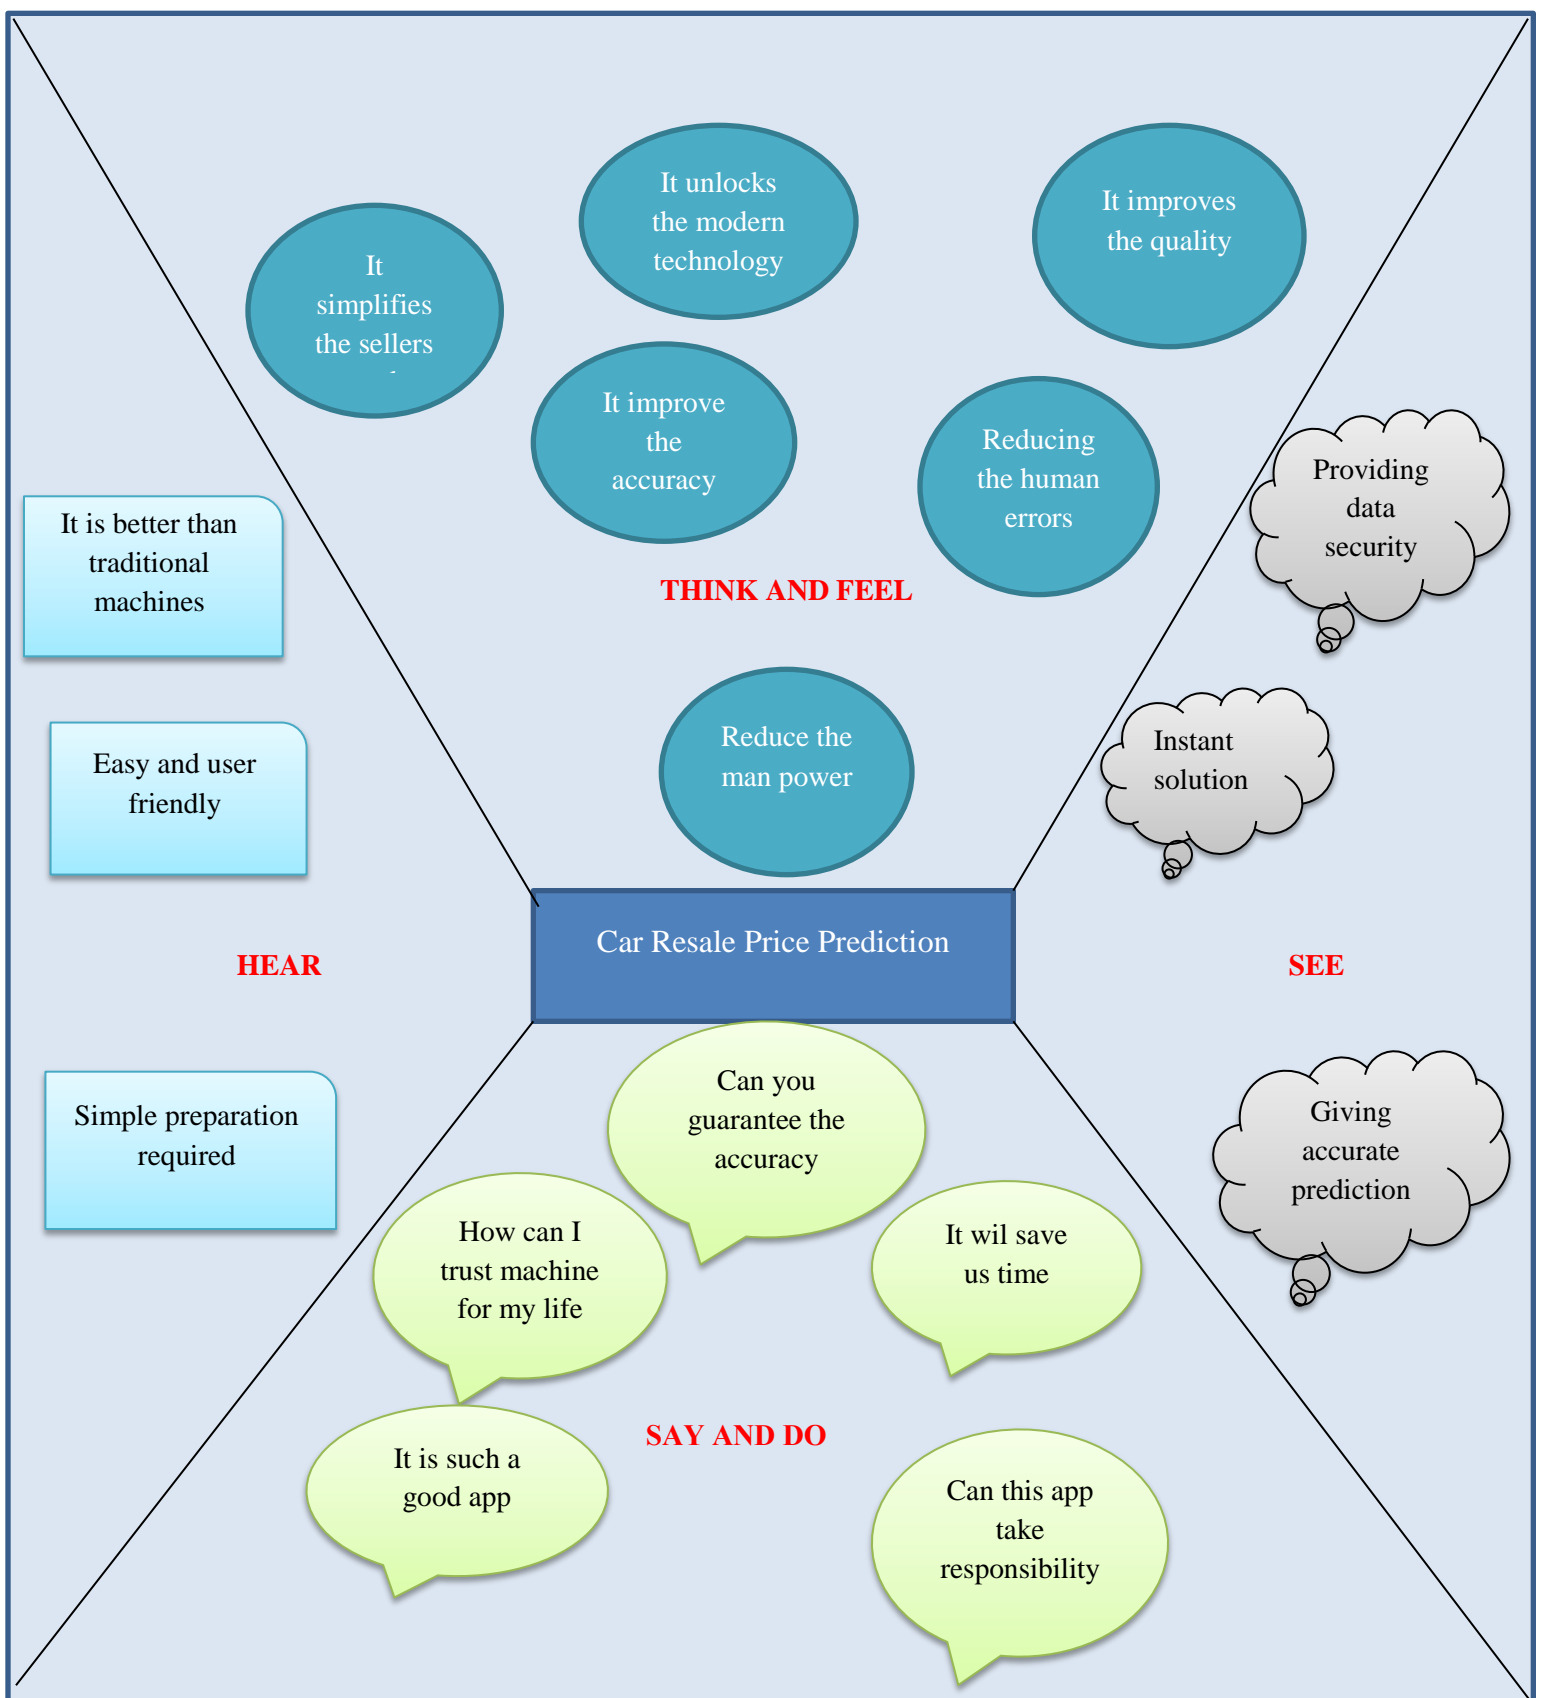 It unlocks
the modern
technology
It improves
the quality
It
simplifies
the sellers
It improve
the
accuracy
Reducing
the human
errors
Providing
data
security
It is better than
traditional
machines
THINK AND FEEL
Reduce the
man power
Instant
solution
Easy and user
friendly
Car Resale Price Prediction
HEAR
SEE
Can you
guarantee the
accuracy
Simple preparation
required
Giving
accurate
prediction
How can I
trust machine
for my life
It wil save
us time
SAY AND DO
It is such a
good app
Can this app
take
responsibility